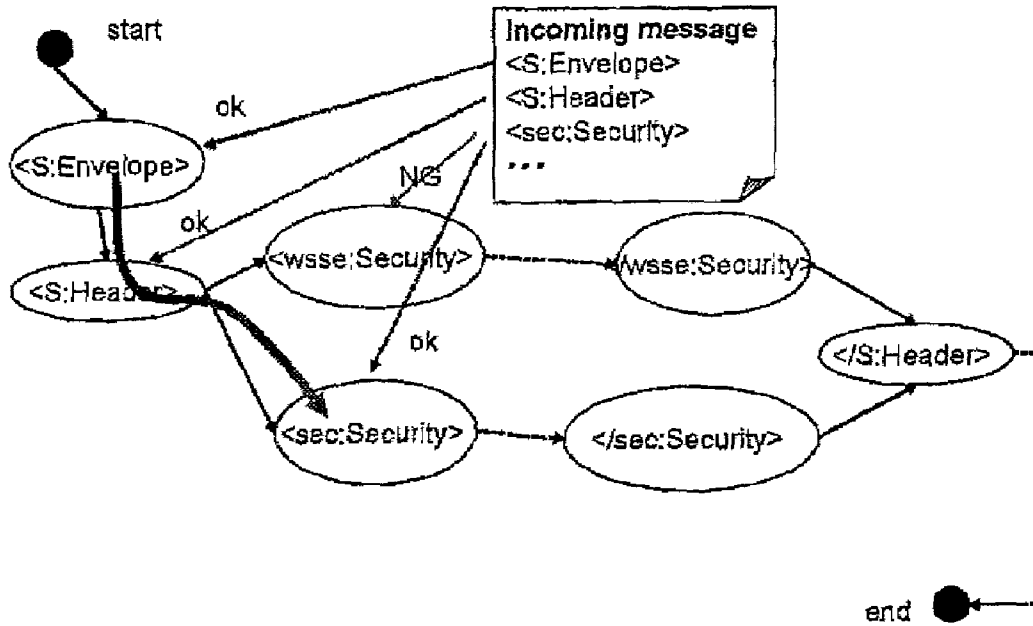 start
Incoming message
<S:Envelope>
<S:Header>
<sec:Security>
...
ok
<S:Envelope>
NG
ok
<wsse:Security>
/wsse:Security>
<S:Header>
ok
</S:Header>
<sec:Security>
</sec:Security>
end